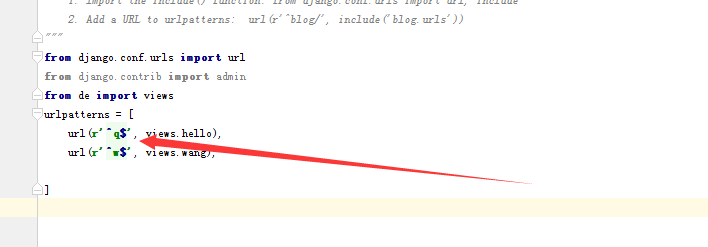 1. Import the include() function: from django.conf.urls import url, include
2. Add a URL to urlpatterns:  url(r'^blog/', include('blog.urls'))
"""
from django.conf.urls import url
from django.contrib import admin
from de import views
urlpatterns = [
url(r'^q$', views.hello),
url(r'^w$', views.wang),
]